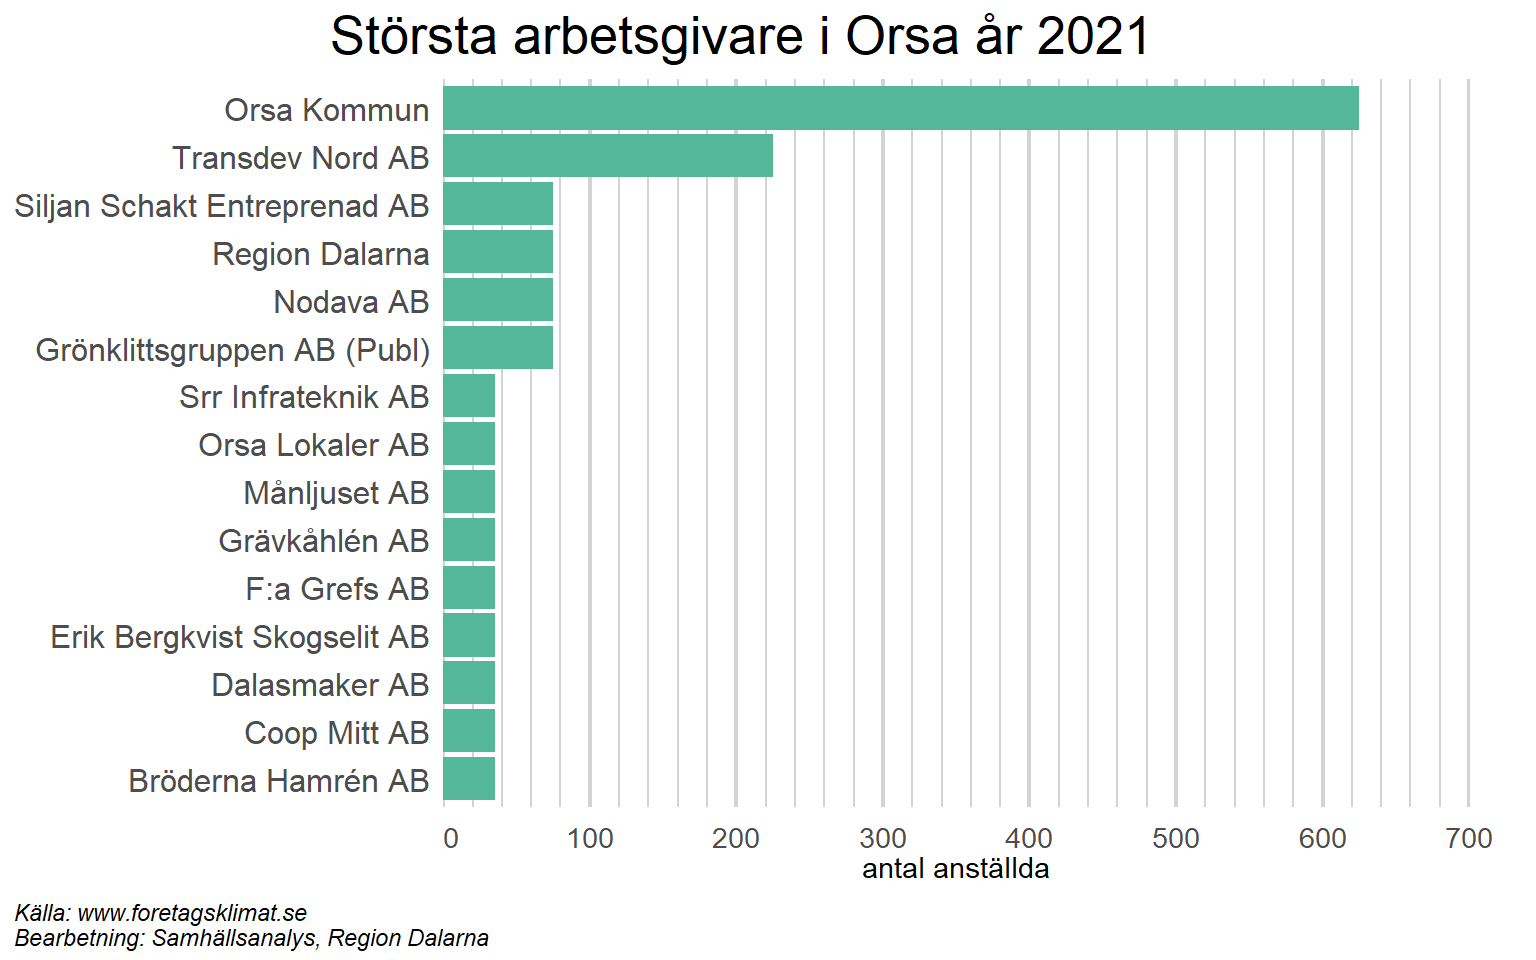 Största arbetsgivare i Orsa år 2021
Orsa Kommun
Transdev Nord AB
Siljan Schakt Entreprenad AB
Region Dalarna
Nodava AB
Grönklittsgruppen AB (Publ)
Srr Infrateknik AB
Orsa Lokaler AB
Månljuset AB
Grävkåhlén AB
F:a Grefs AB
Erik Bergkvist Skogselit AB
Dalasmaker AB
Coop Mitt AB
Bröderna Hamrén AB
0 100 200 300 400 500 600 700
antal anställda
Källa: www.foretagsklimat.se
Bearbetning: Samhällsanalys, Region Dalarna